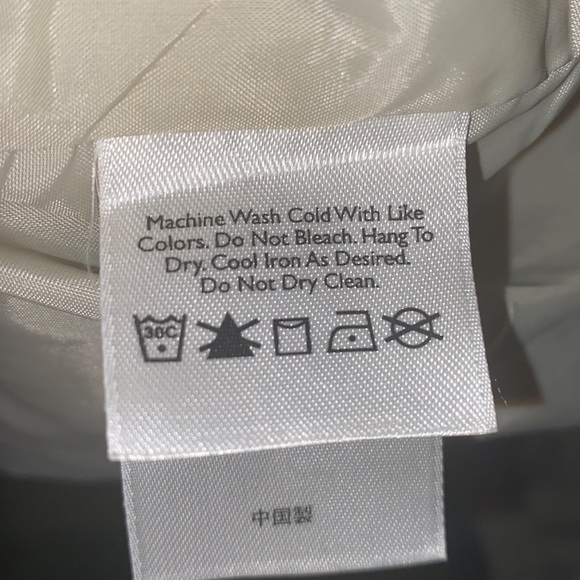 Machine Wash Cold With Like
Colors. Do Not Bleach. Hang To
Dry. Cool Iron As Desired.
Do Not Dry Clean.
30C
中国製